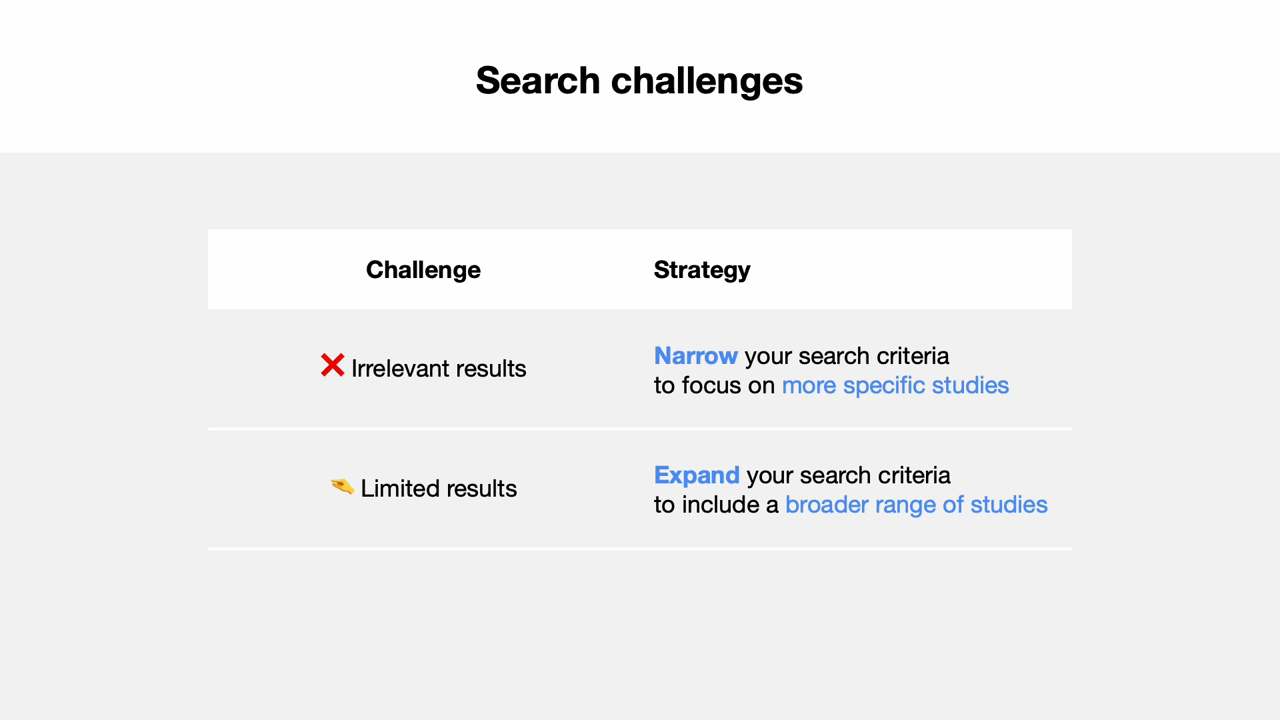 Search challenges
Challenge
Strategy
Irrelevant results
Narrow your search criteria
to focus on more specific studies
Limited results
Expand your search criteria
to include a broader range of studies